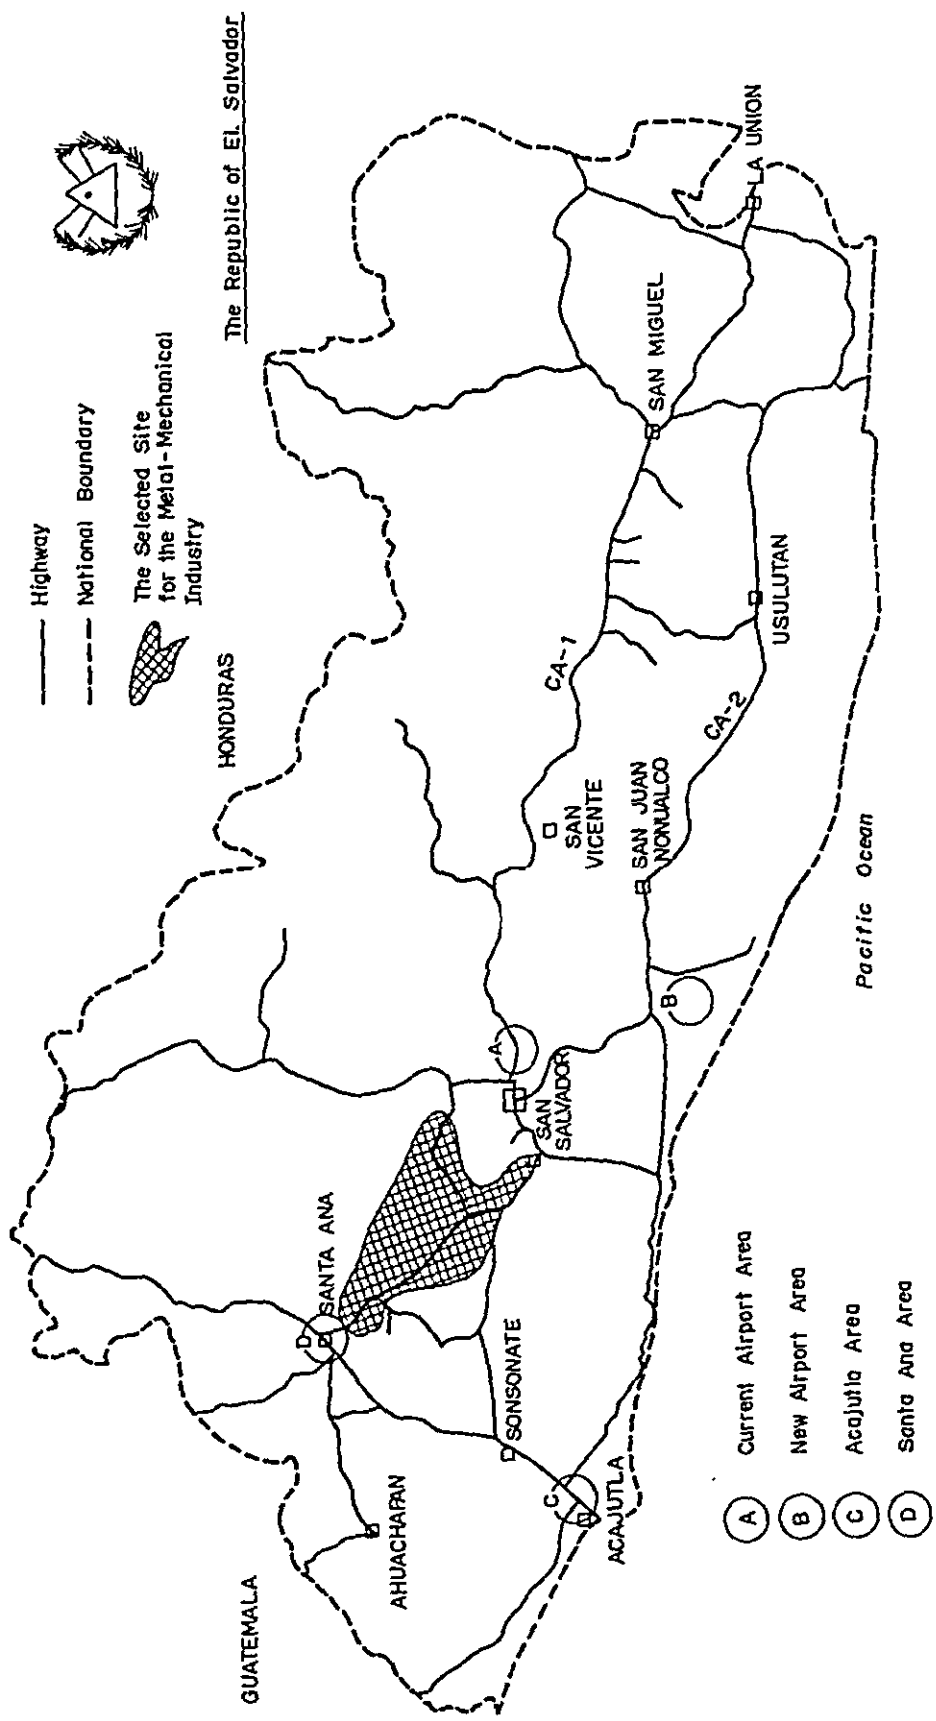 The Republic of El. Salvador
Highway
National Boundary
The Selected Site
for the Metal-Mechanical
Industry
HONDURAS
GUATEMALA
D
SANTA ANA
AHUACHAPAN
A
SAN
SALVADOR
SONSONATE
C
ACAJUTLA
B
SAN
VICENTE
SAN JUAN
NONUALCO
CA-1
CA-2
SAN MIGUEL
USULUTAN
LA UNION
Pacific Ocean
A Current Airport Area
B New Airport Area
C Acajutla Area
D Santa Ana Area